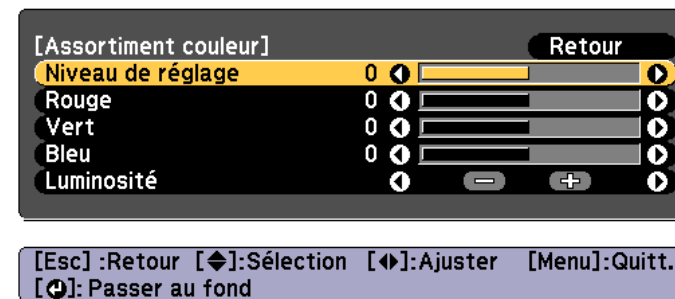 [Assortiment couleur] Retour
Niveau de réglage 0
Rouge 0
Vert 0
Bleu 0
Luminosité
[Esc] :Retour [◆]:Sélection [◆]:Ajuster [Menu]:Quitt.
[↵]: Passer au fond